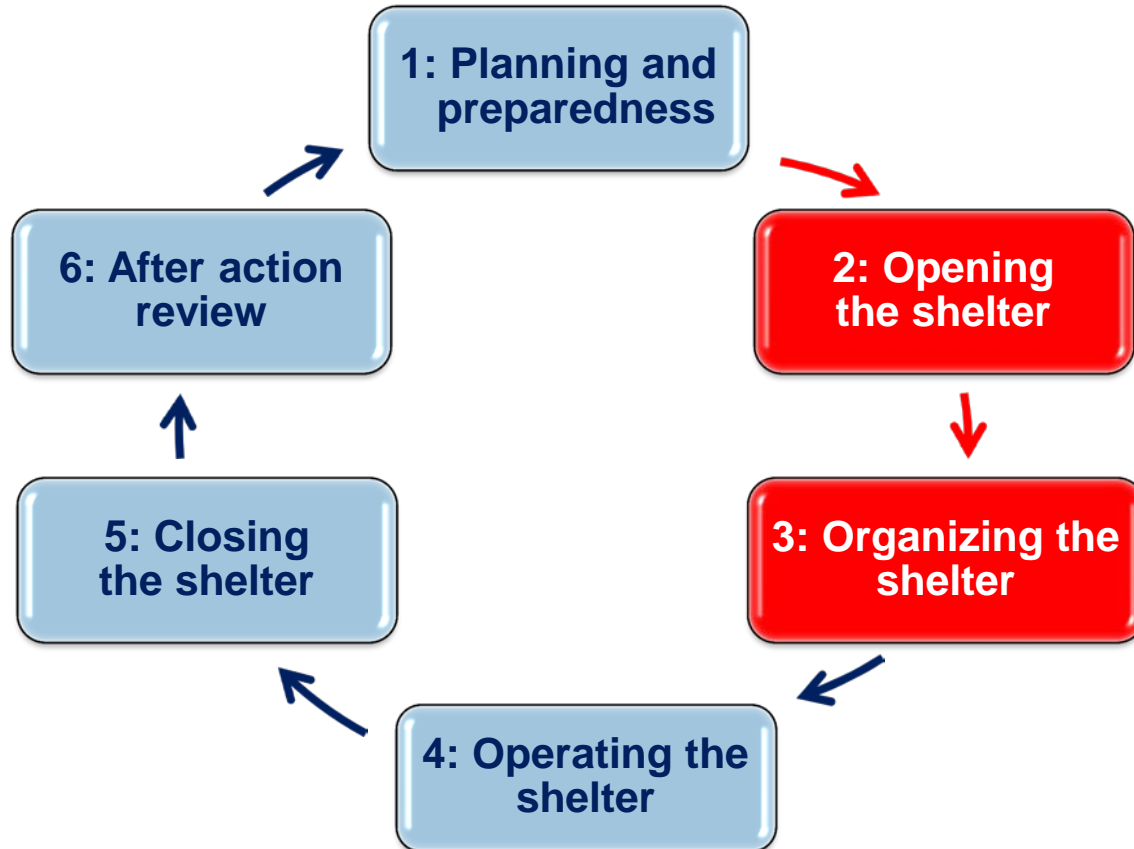 1: Planning and
preparedness
2: Opening
the shelter
3: Organizing the
shelter
4: Operating the
shelter
5: Closing
the shelter
6: After action
review